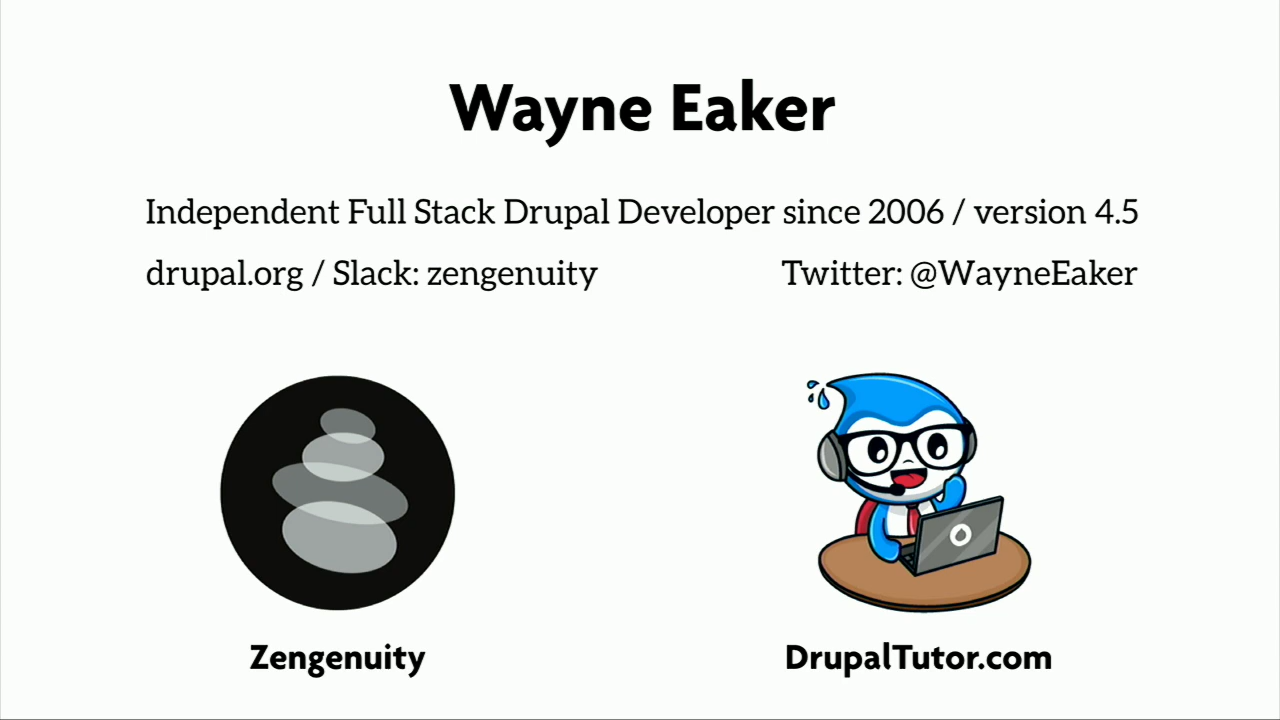 Wayne Eaker
Independent Full Stack Drupal Developer since 2006 / version 4.5
drupal.org / Slack: zengenuity
Twitter: @WayneEaker
Zengenuity
DrupalTutor.com